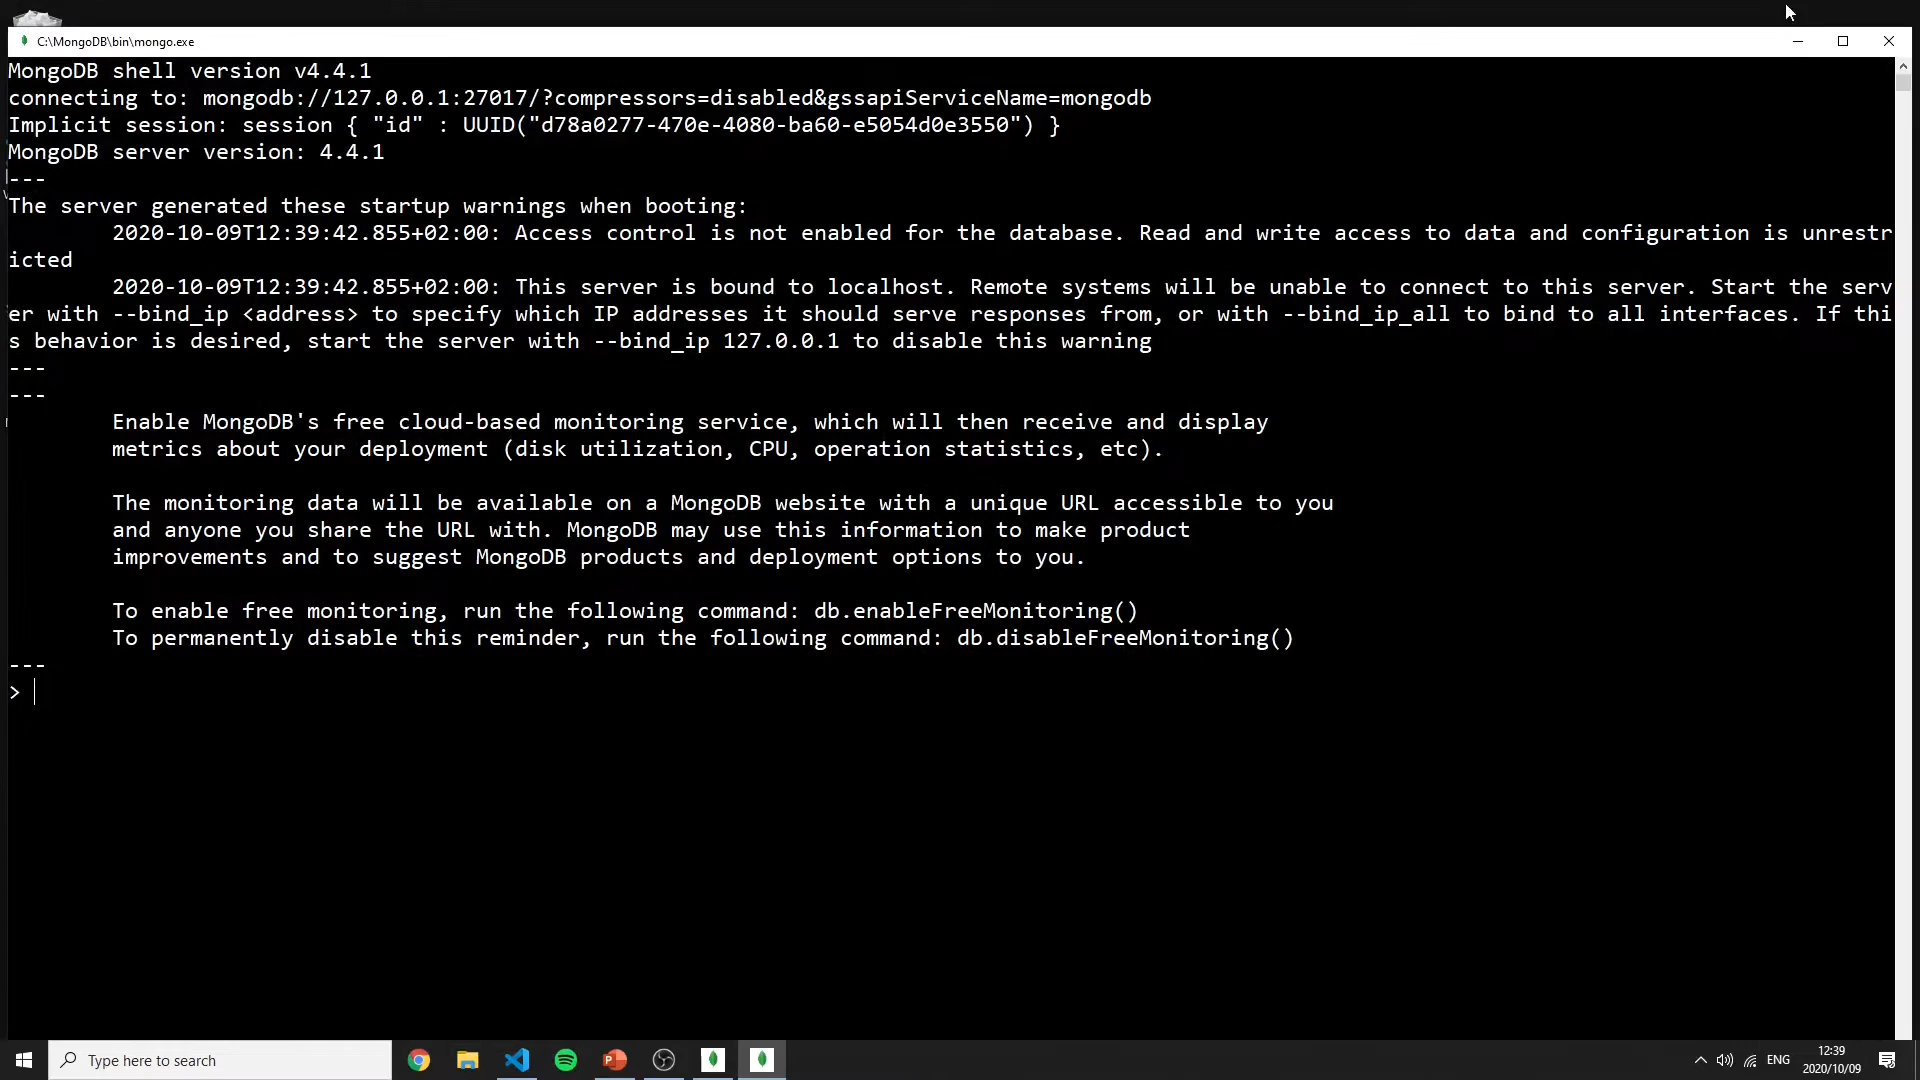 C:\MongoDB\bin\mongo.exe
MongoDB shell version v4.4.1
connecting to: mongodb://127.0.0.1:27017/?compressors=disabled&gssapiServiceName=mongodb
Implicit session: session { "id" : UUID("d78a0277-470e-4080-ba60-e5054d0e3550") }
MongoDB server version: 4.4.1
---
The server generated these startup warnings when booting:
2020-10-09T12:39:42.855+02:00: Access control is not enabled for the database. Read and write access to data and configuration is unrestr
icted
2020-10-09T12:39:42.855+02:00: This server is bound to localhost. Remote systems will be unable to connect to this server. Start the serv
er with --bind_ip <address> to specify which IP addresses it should serve responses from, or with --bind_ip_all to bind to all interfaces. If thi
s behavior is desired, start the server with --bind_ip 127.0.0.1 to disable this warning
---
---
Enable MongoDB's free cloud-based monitoring service, which will then receive and display
metrics about your deployment (disk utilization, CPU, operation statistics, etc).
The monitoring data will be available on a MongoDB website with a unique URL accessible to you
and anyone you share the URL with. MongoDB may use this information to make product
improvements and to suggest MongoDB products and deployment options to you.
To enable free monitoring, run the following command: db.enableFreeMonitoring()
To permanently disable this reminder, run the following command: db.disableFreeMonitoring()
---
>
Type here to search
ENG
12:39
2020/10/09